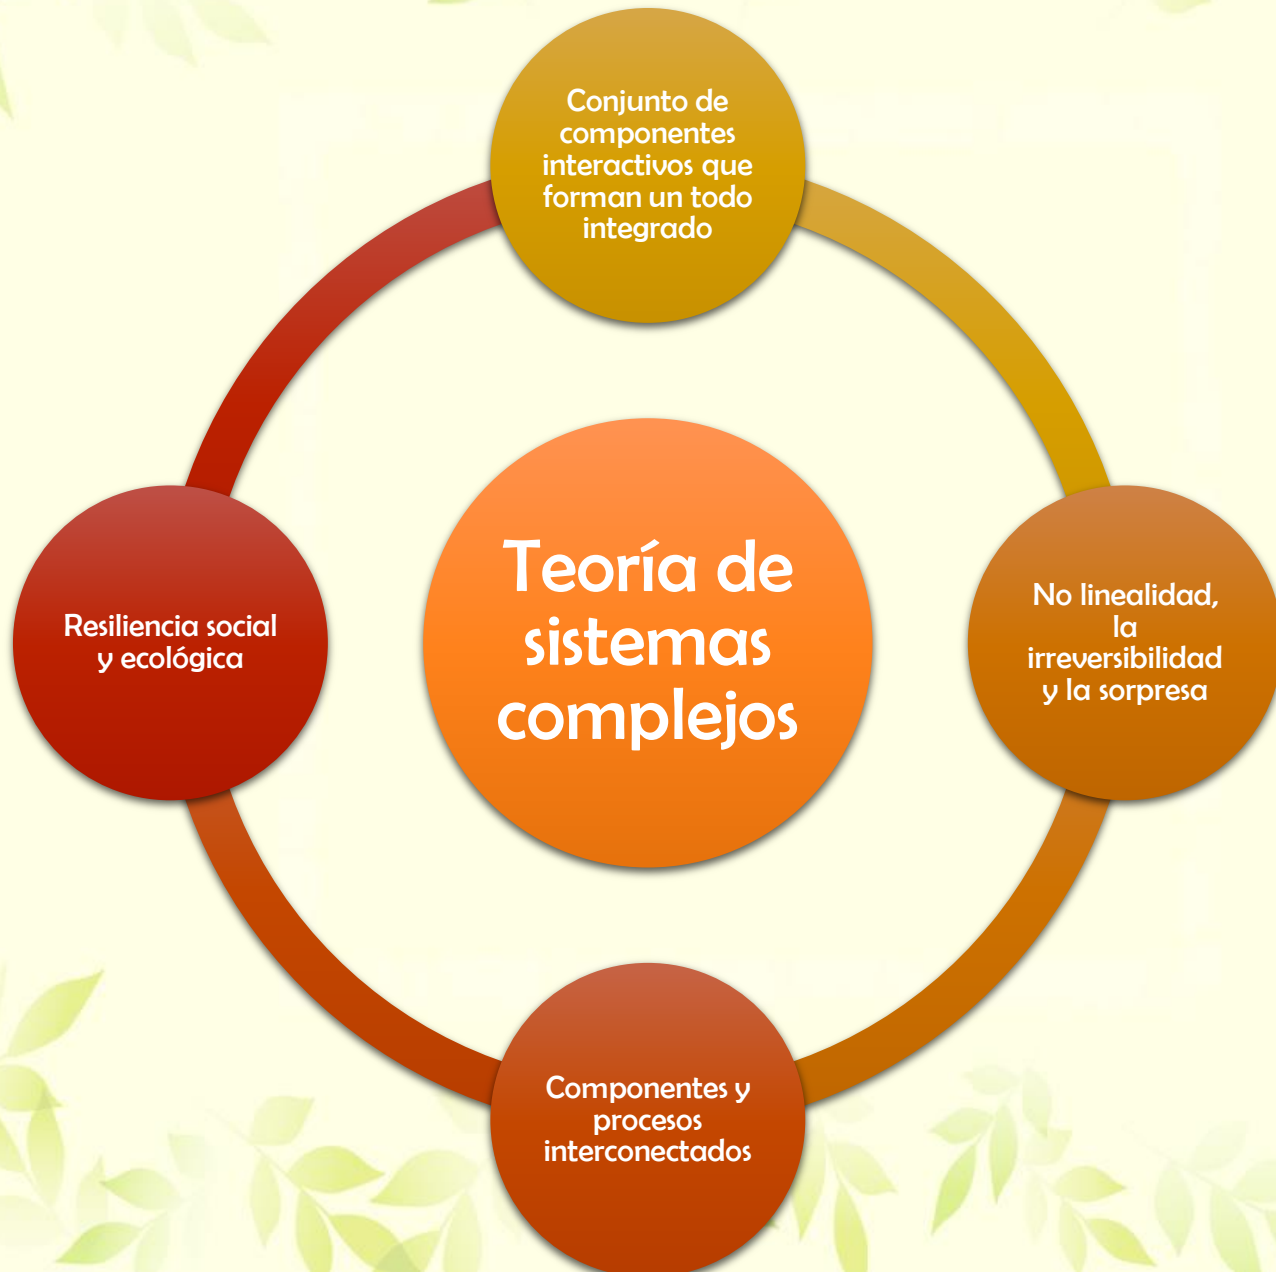 Conjunto de
componentes
interactivos que
forman un todo
integrado
Teoría de
sistemas
complejos
No linealidad,
la
irreversibilidad
y la sorpresa
Componentes y
procesos
interconectados
Resiliencia social
y ecológica